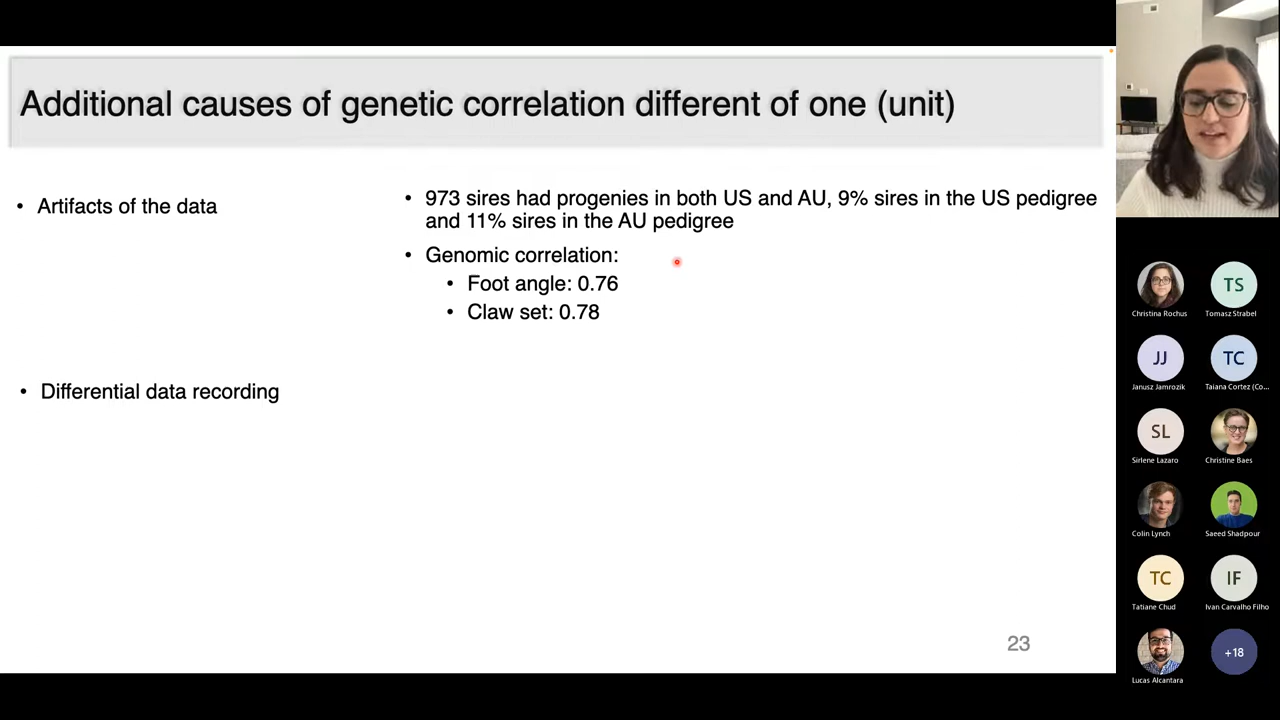 Additional causes of genetic correlation different of one (unit)
• Artifacts of the data
• 973 sires had progenies in both US and AU, 9% sires in the US pedigree
and 11% sires in the AU pedigree
• Genomic correlation:
• Foot angle: 0.76
• Claw set: 0.78
• Differential data recording
23
TS
Christina Rochus
Tomasz Strabel
JJ
TC
Janusz Jamrozik
Taiana Cortez (Co...
SL
Sirlene Lazaro
Christine Baes
Colin Lynch
Saeed Shadpour
TC
IF
Tatiane Chud
Ivan Carvalho Filho
+18
Lucas Alcantara